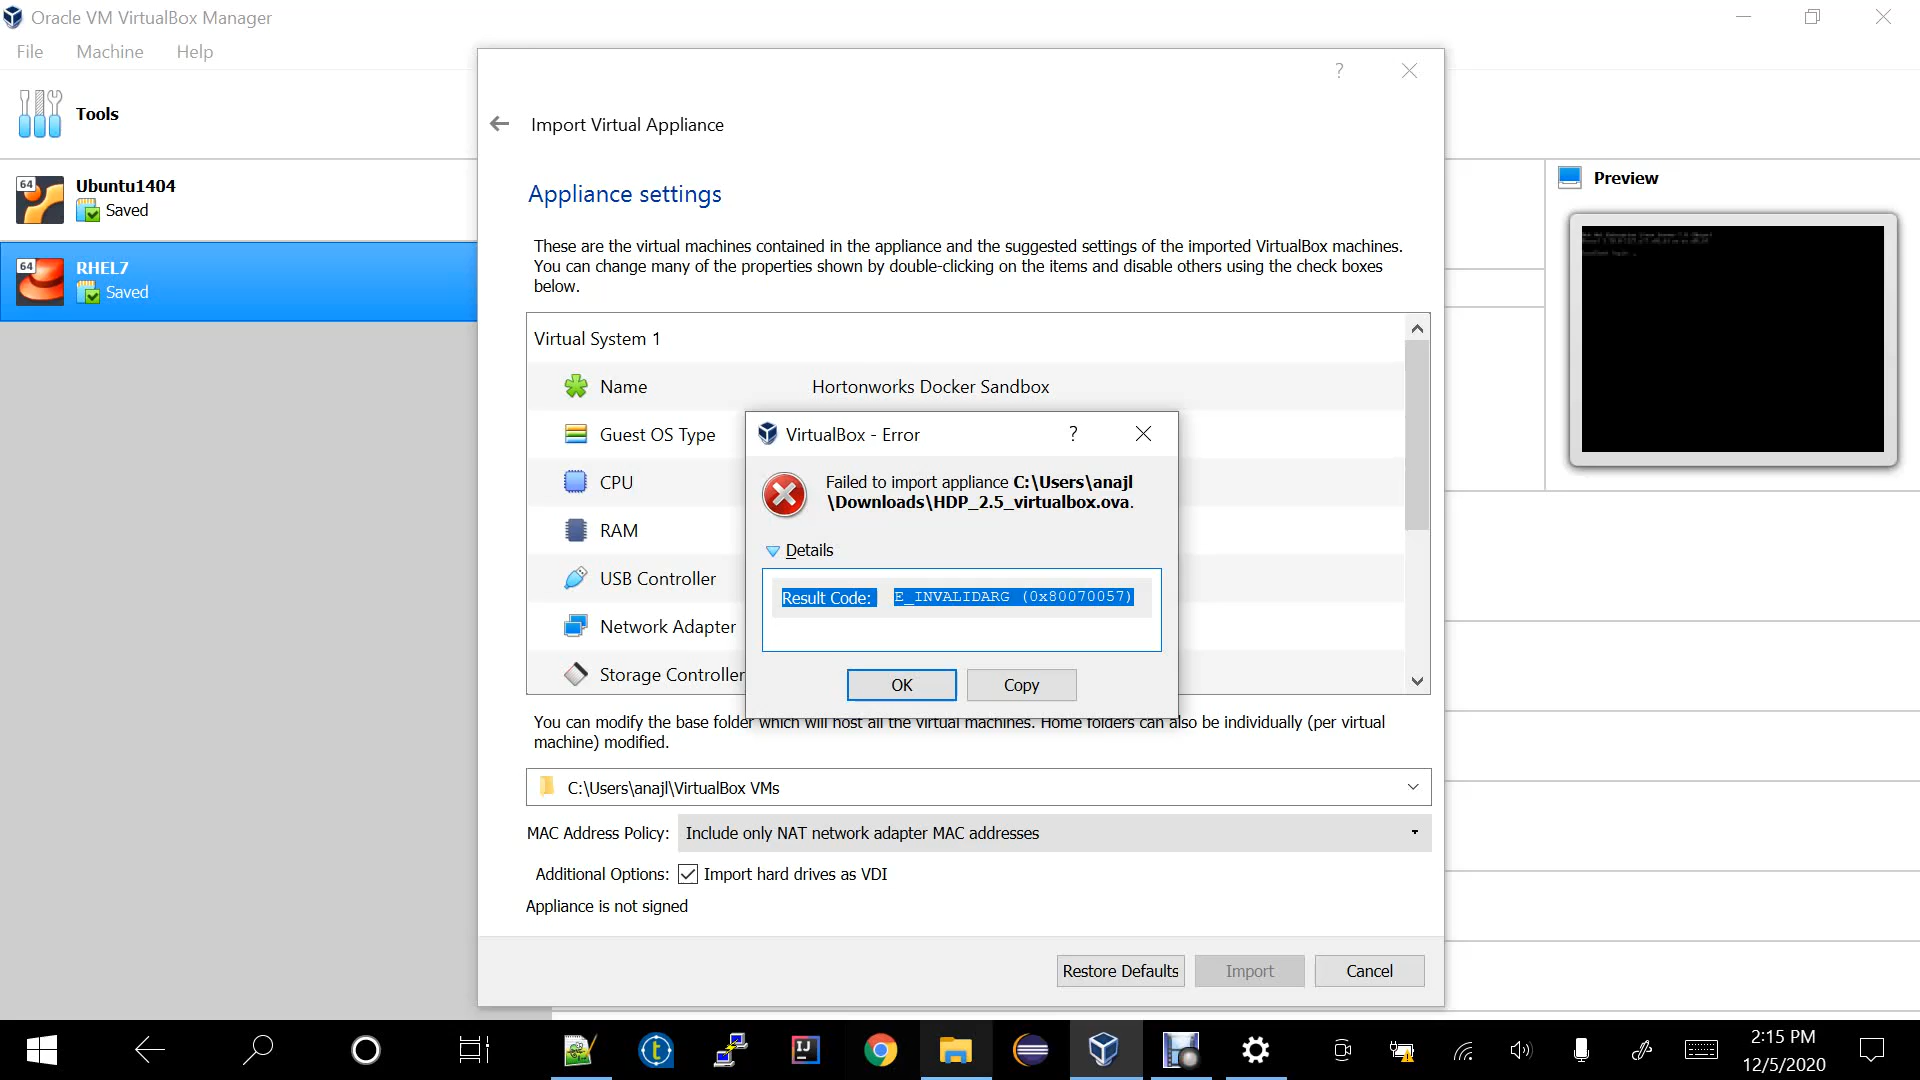 Oracle VM VirtualBox Manager
File Machine Help
Tools
64
Ubuntu1404
Saved
64
RHEL7
Saved
?
Import Virtual Appliance
Appliance settings
These are the virtual machines contained in the appliance and the suggested settings of the imported VirtualBox machines.
You can change many of the properties shown by double-clicking on the items and disable others using the check boxes
below.
Virtual System 1
Name Hortonworks Docker Sandbox
Guest OS Type
CPU
RAM
USB Controller
Network Adapter
Storage Controller
VirtualBox - Error ?
Failed to import appliance C:\Users\anajl
\Downloads\HDP_2.5_virtualbox.ova.
Details
Result Code: E_INVALIDARG (0x80070057)
OK Copy
You can modify the base folder which will host all the virtual machines. Home folders can also be individually (per virtual
machine) modified.
C:\Users\anajl\VirtualBox VMs
MAC Address Policy: Include only NAT network adapter MAC addresses
Additional Options: Import hard drives as VDI
Appliance is not signed
Restore Defaults Import Cancel
Preview
2:15 PM
12/5/2020